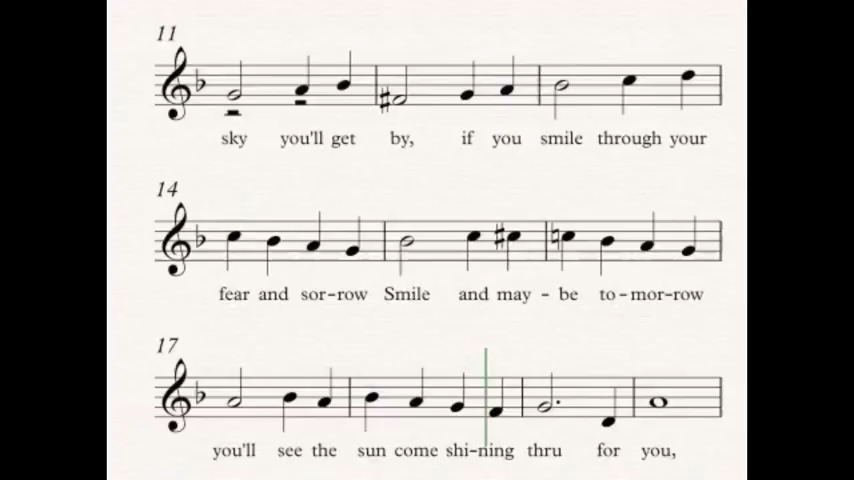 11
sky you'll get by, if you smile through your
14
fear and sor-row Smile and may - be to-mor-row
17
you'll see the sun come shi-ning thru for you,